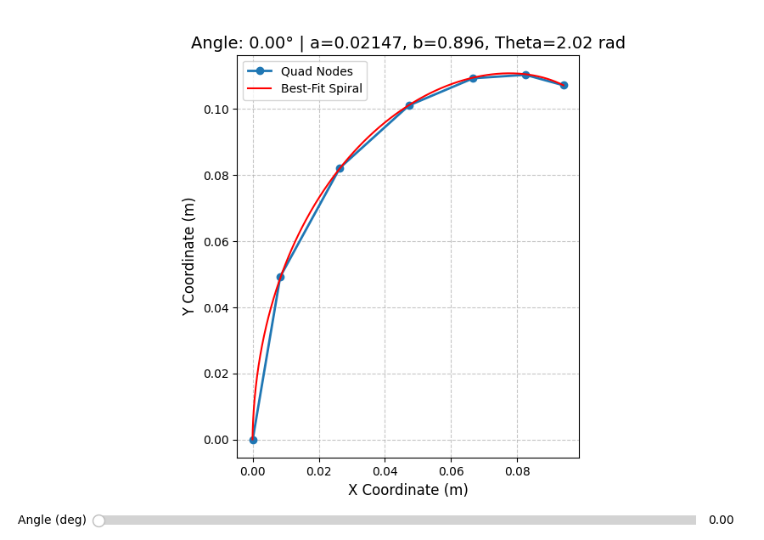 Angle: 0.00° | a=0.02147, b=0.896, Theta=2.02 rad
Quad Nodes
Best-Fit Spiral
0.10
0.08
0.06
0.04
0.02
0.00
Y Coordinate (m)
0.00 0.02 0.04 0.06 0.08
X Coordinate (m)
Angle (deg) 0.00